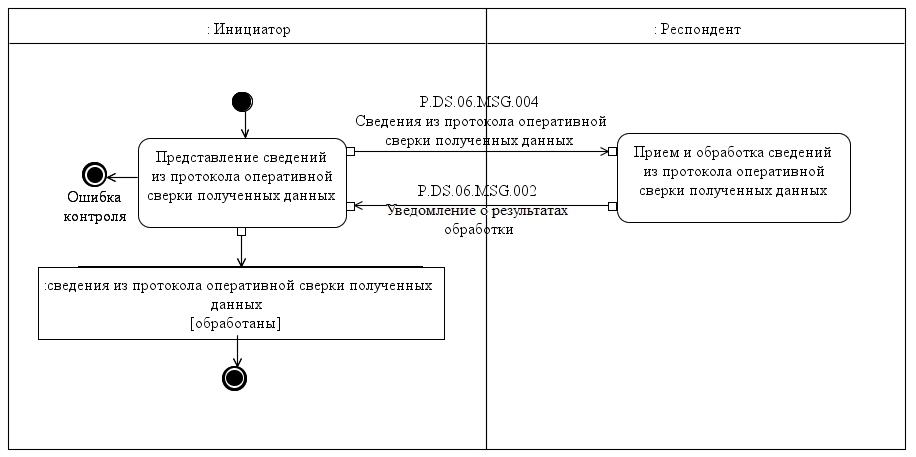 : Инициатор
: Респондент
P.DS.06.MSG.004
Сведения из протокола оперативной
сверки полученных данных
Представление сведений
из протокола оперативной
сверки полученных данных
Прием и обработка сведений
из протокола оперативной
сверки полученных данных
Ошибка
контроля
P.DS.06.MSG.002
Уведомление о результатах
обработки
:сведения из протокола оперативной сверки полученных
данных
[обработаны]